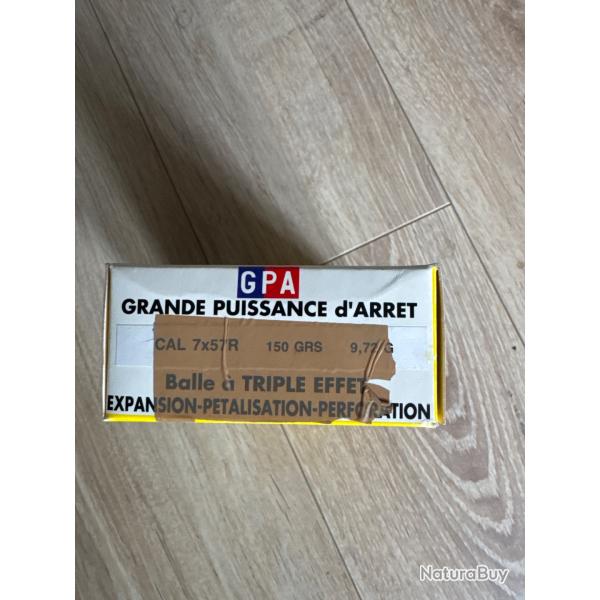 GPA
GRANDE PUISSANCE d'ARRET
CAL 7x57R 150 GRS 9,72 G
Balle à TRIPLE EFFET
EXPANSION-PETALISATION-PERFORATION
NaturaBuy